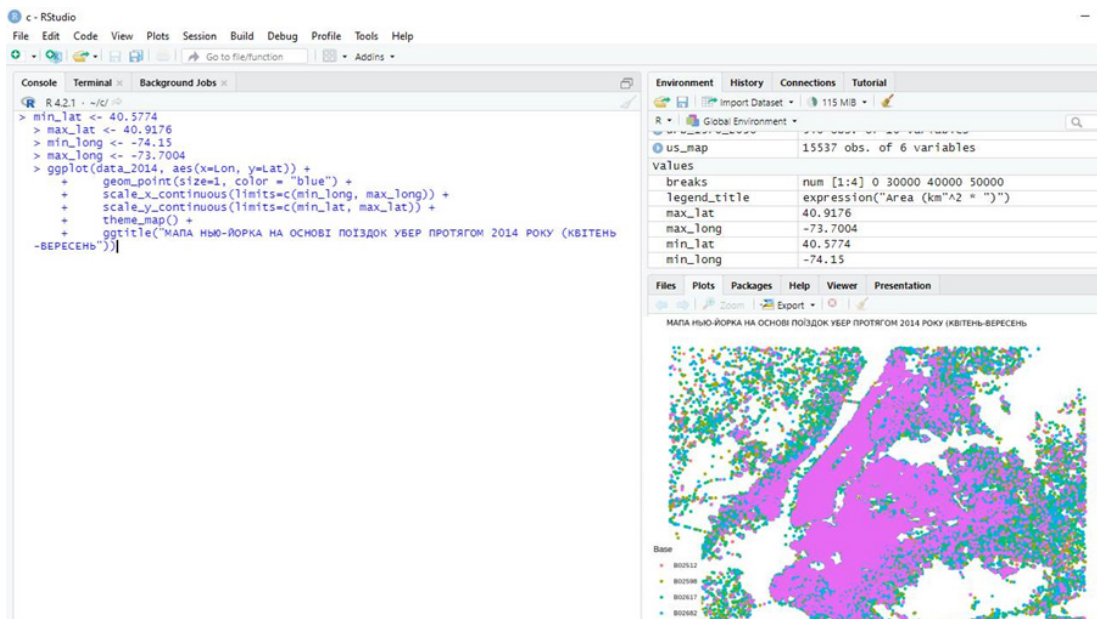 c - RStudio
File Edit Code View Plots Session Build Debug Profile Tools Help
Go to file/function Addins
Console Terminal Background Jobs
R 4.2.1 · ~/c/
> min_lat <- 40.5774
> max_lat <- 40.9176
> min_long <- -74.15
> max_long <- -73.7004
> ggplot(data_2014, aes(x=Lon, y=Lat)) +
+ geom_point(size=1, color = "blue") +
+ scale_x_continuous(limits=c(min_long, max_long)) +
+ scale_y_continuous(limits=c(min_lat, max_lat)) +
+ theme_map() +
+ ggtitle("МАПА НЬЮ-ЙОРКА НА ОСНОВІ ПОЇЗДОК УБЕР ПРОТЯГОМ 2014 РОКУ (КВІТЕНЬ
-ВЕРЕСЕНЬ"))
Environment History Connections Tutorial
Import Dataset 115 MiB
R Global Environment
us_map 15537 obs. of 6 variables
Values
breaks num [1:4] 0 30000 40000 50000
legend_title expression("Area (km"^2 * ")")
max_lat 40.9176
max_long -73.7004
min_lat 40.5774
min_long -74.15
Files Plots Packages Help Viewer Presentation
Zoom Export
МАПА НЬЮ-ЙОРКА НА ОСНОВІ ПОЇЗДОК УБЕР ПРОТЯГОМ 2014 РОКУ (КВІТЕНЬ-ВЕРЕСЕНЬ
Base
B02512
B02598
B02617
B02682